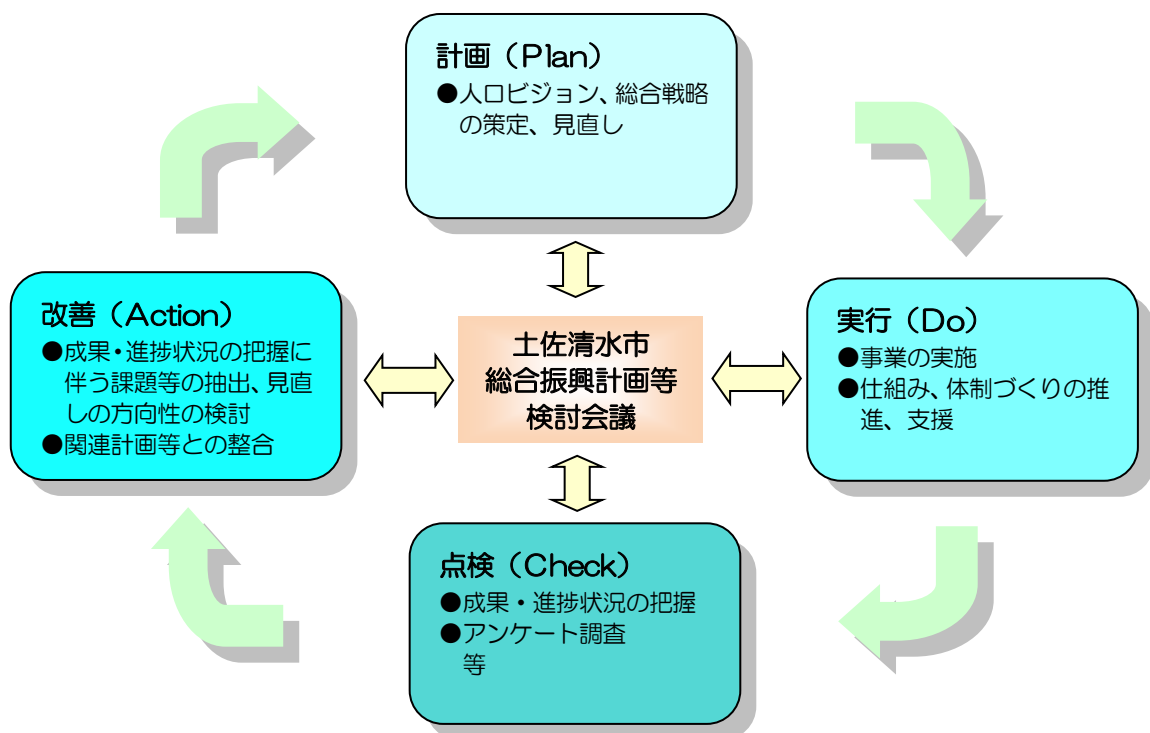 計画（Plan）
●人口ビジョン、総合戦略
の策定、見直し
改善（Action）
●成果・進捗状況の把握に
伴う課題等の抽出、見直
しの方向性の検討
●関連計画等との整合
土佐清水市
総合振興計画等
検討会議
実行（Do）
●事業の実施
●仕組み、体制づくりの推
進、支援
点検（Check）
●成果・進捗状況の把握
●アンケート調査
等